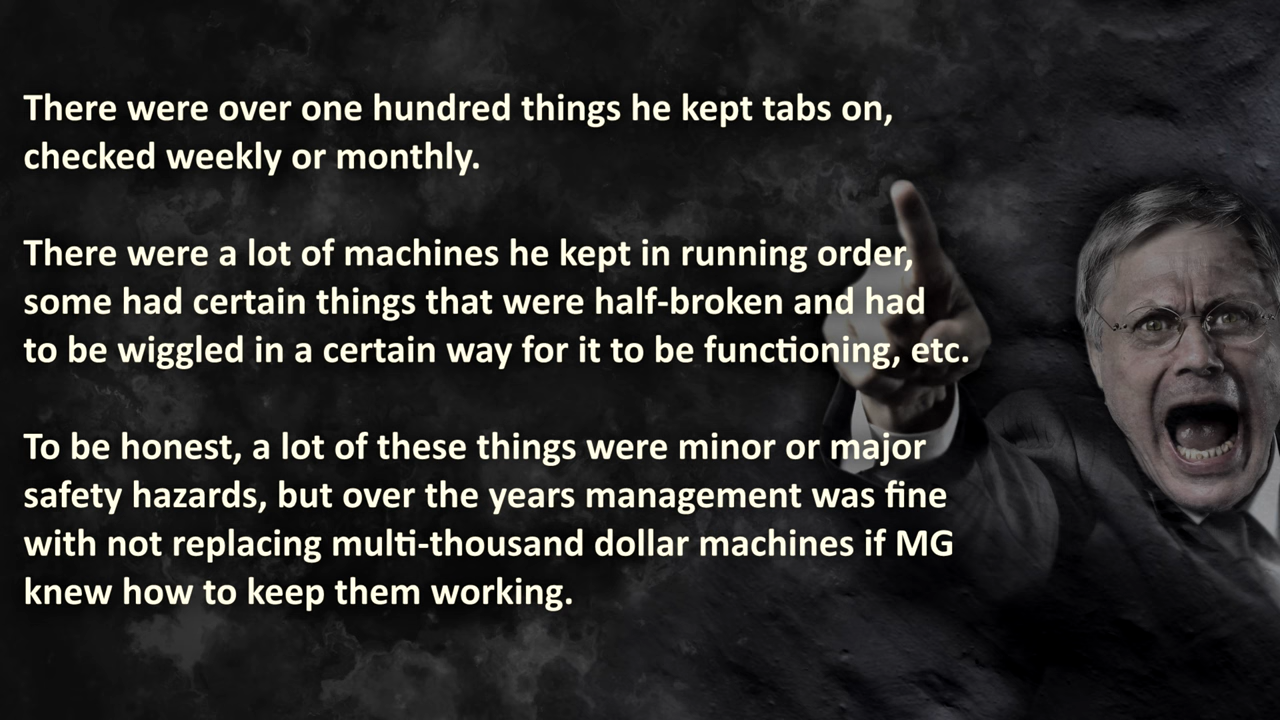 There were over one hundred things he kept tabs on,
checked weekly or monthly.
There were a lot of machines he kept in running order,
some had certain things that were half-broken and had
to be wiggled in a certain way for it to be functioning, etc.
To be honest, a lot of these things were minor or major
safety hazards, but over the years management was fine
with not replacing multi-thousand dollar machines if MG
knew how to keep them working.